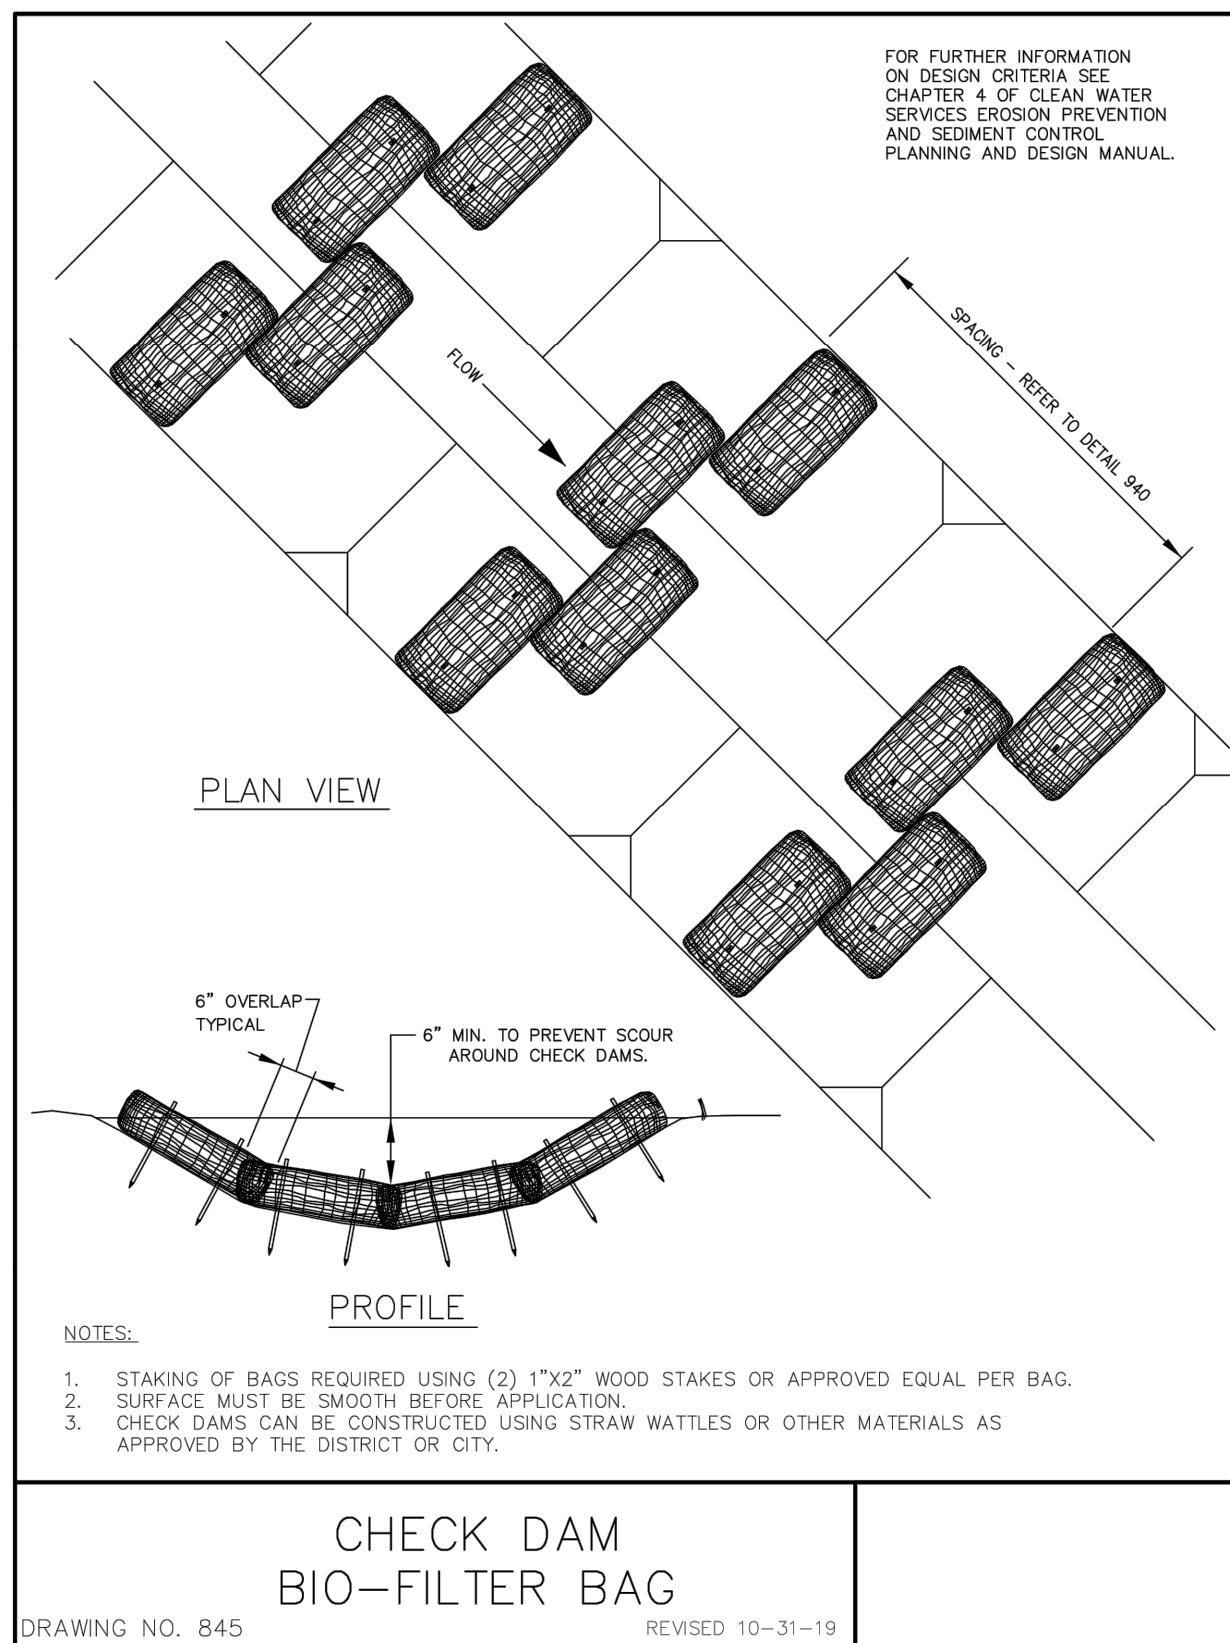 FOR FURTHER INFORMATION
ON DESIGN CRITERIA SEE
CHAPTER 4 OF CLEAN WATER
SERVICES EROSION PREVENTION
AND SEDIMENT CONTROL
PLANNING AND DESIGN MANUAL.
SPACING - REFER TO DETAIL 940
FLOW
PLAN VIEW
6" OVERLAP
TYPICAL
6" MIN. TO PREVENT SCOUR
AROUND CHECK DAMS.
PROFILE
NOTES:
1. STAKING OF BAGS REQUIRED USING (2) 1"X2" WOOD STAKES OR APPROVED EQUAL PER BAG.
2. SURFACE MUST BE SMOOTH BEFORE APPLICATION.
3. CHECK DAMS CAN BE CONSTRUCTED USING STRAW WATTLES OR OTHER MATERIALS AS
APPROVED BY THE DISTRICT OR CITY.
CHECK DAM
BIO-FILTER BAG
DRAWING NO. 845
REVISED 10-31-19